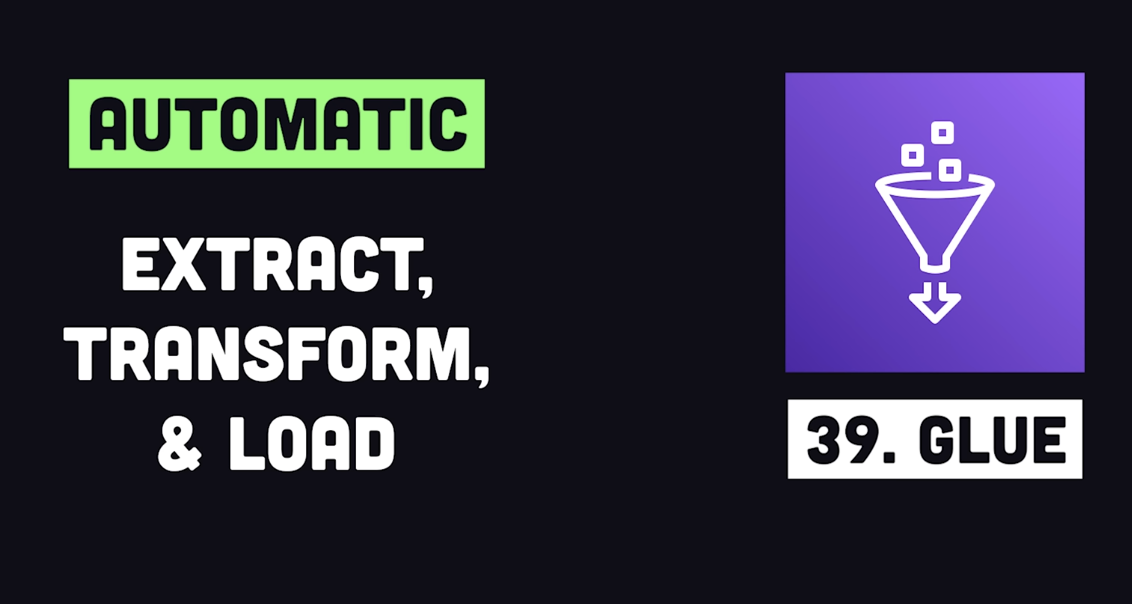 AUTOMATIC
EXTRACT,
TRANSFORM,
& LOAD
39. GLUE